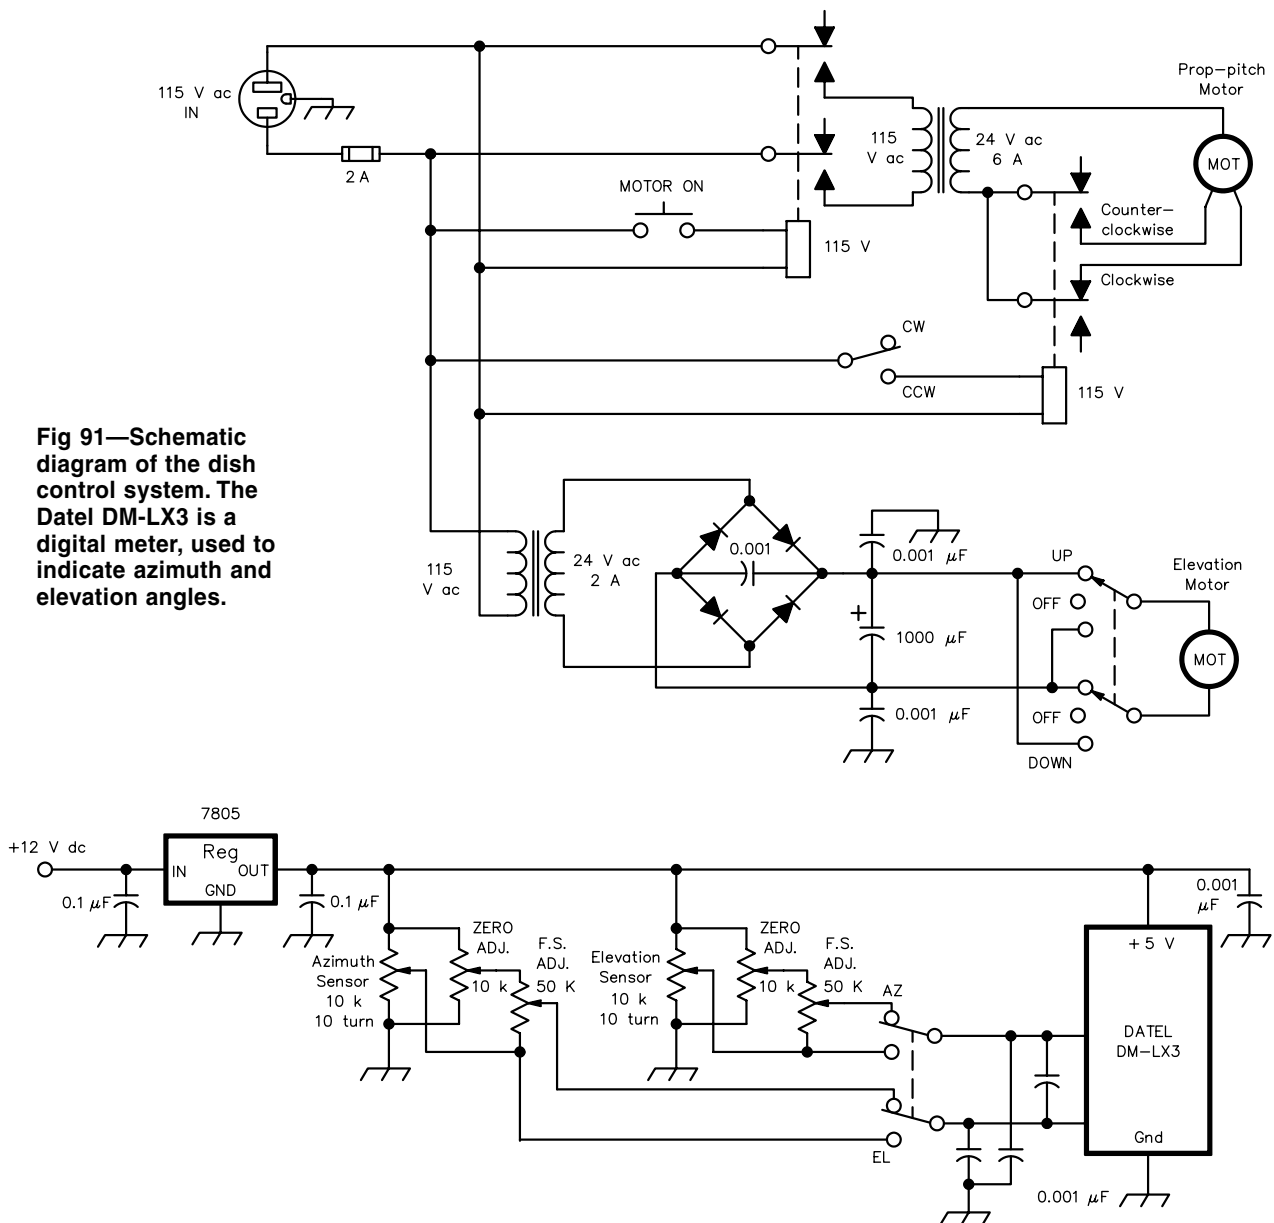 115 V ac
IN
2 A
MOTOR ON
115 V
115
V ac
24 V ac
6 A
Prop-pitch
Motor
MOT
Counter-
clockwise
Clockwise
CW
CCW
115 V
Fig 91—Schematic
diagram of the dish
control system. The
Datel DM-LX3 is a
digital meter, used to
indicate azimuth and
elevation angles.
115
V ac
24 V ac
2 A
0.001
0.001 µF
+
1000 µF
0.001 µF
UP
OFF
OFF
DOWN
Elevation
Motor
MOT
+12 V dc
0.1 µF
7805
Reg
IN
OUT
GND
0.1 µF
Azimuth
Sensor
10 k
10 turn
ZERO
ADJ.
10 k
F.S.
ADJ.
50 K
Elevation
Sensor
10 k
10 turn
ZERO
ADJ.
10 k
F.S.
ADJ.
50 K
AZ
EL
0.001
µF
+5 V
DATEL
DM-LX3
Gnd
0.001 µF